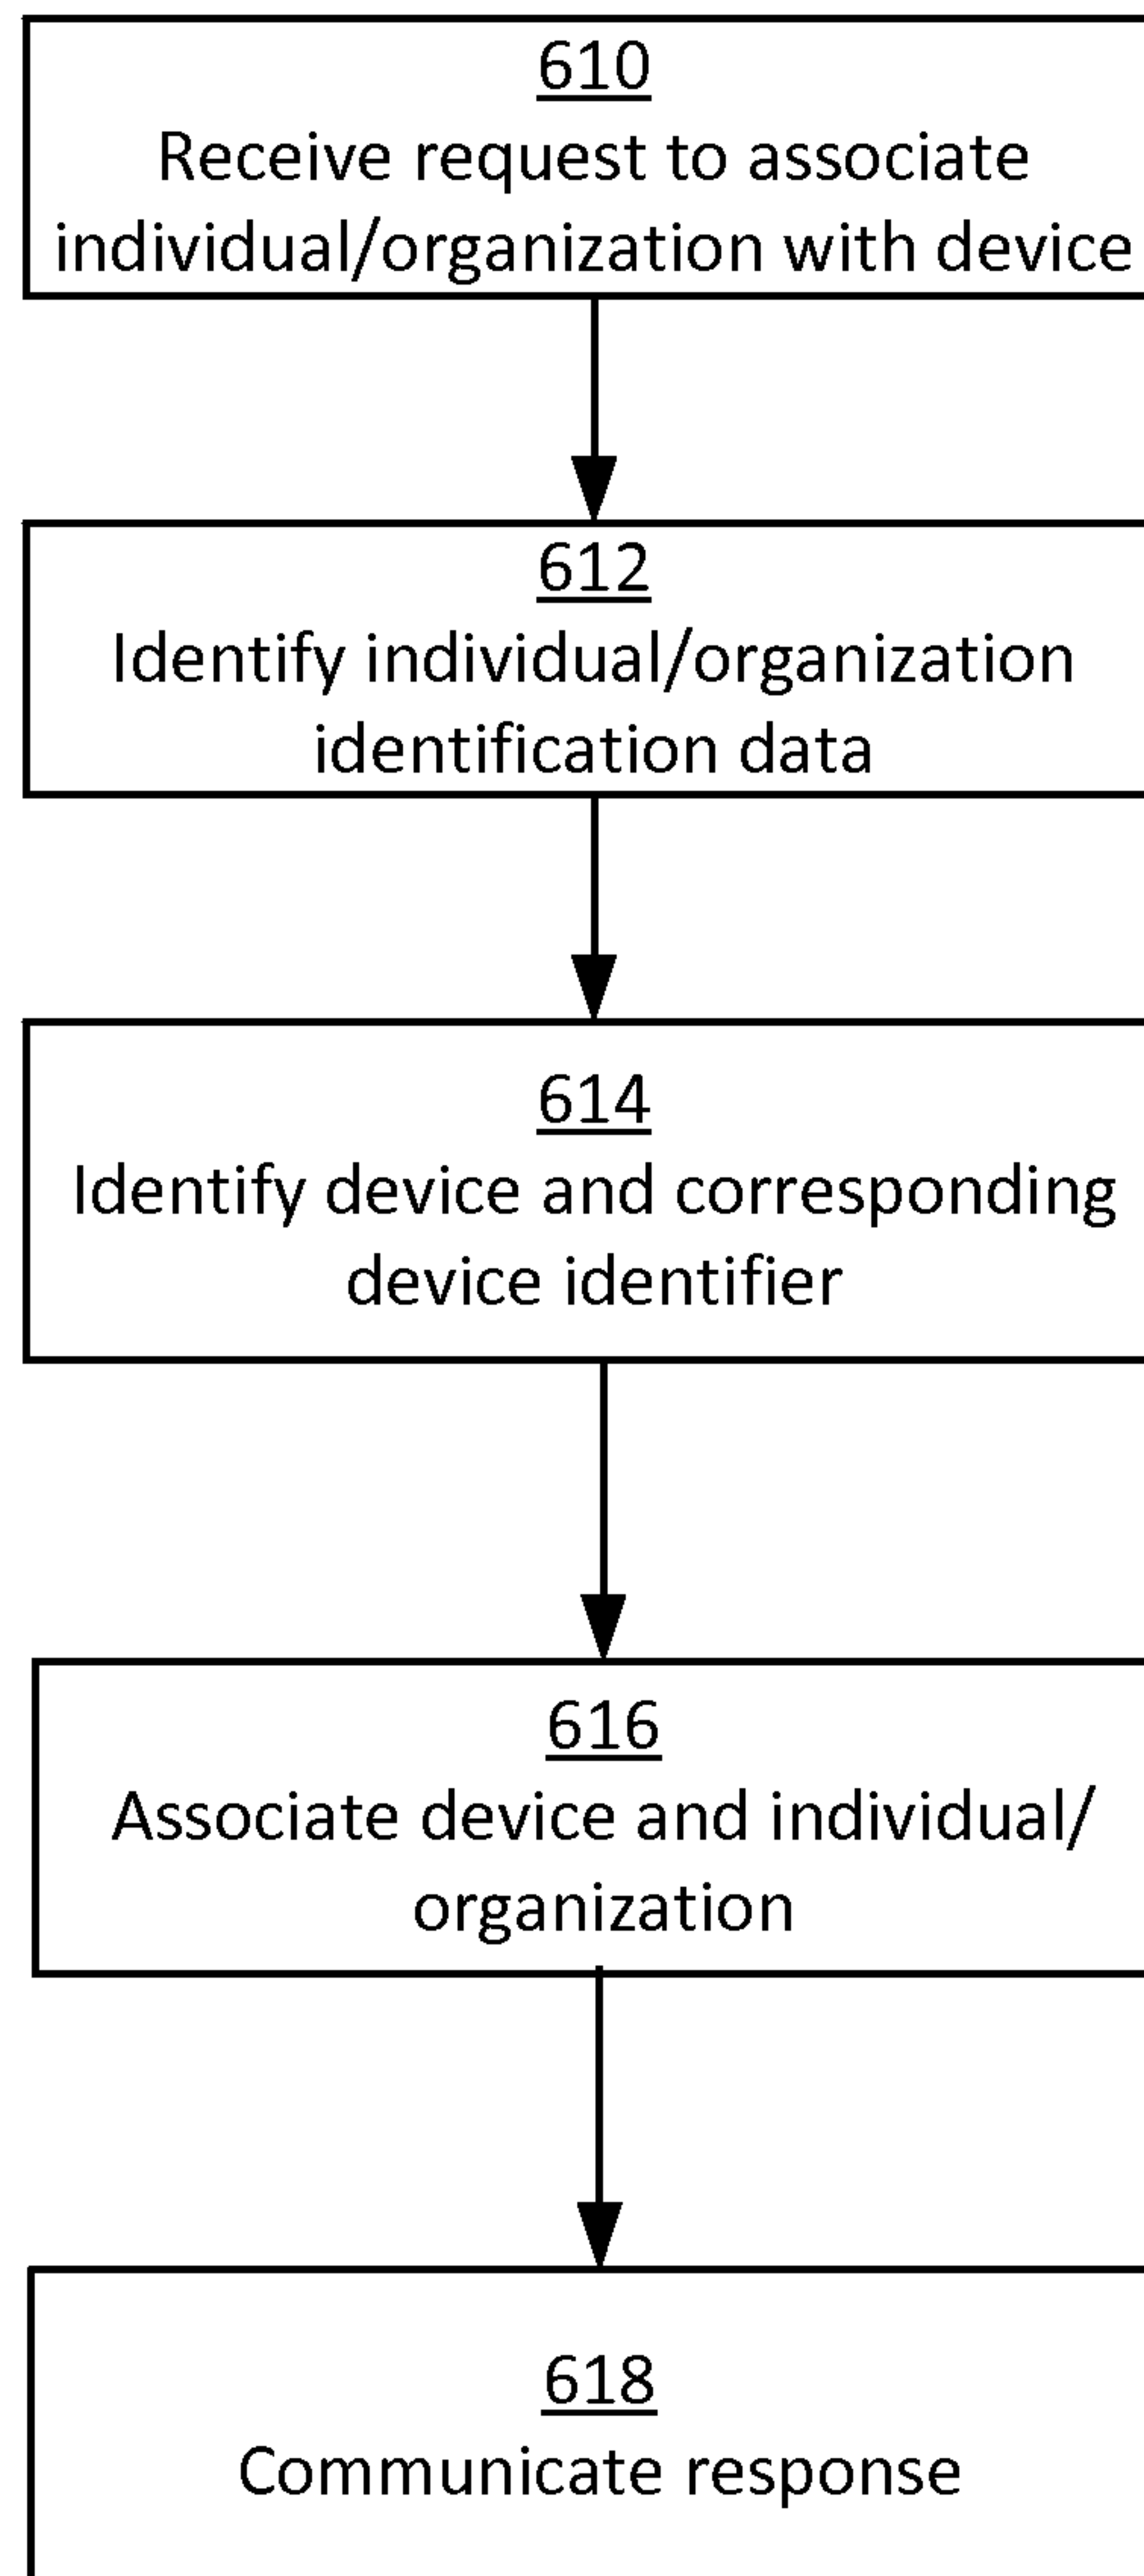 610
Receive request to associate
individual/organization with device
612
Identify individual/organization
identification data
614
Identify device and corresponding
device identifier
616
Associate device and individual/
organization
618
Communicate response